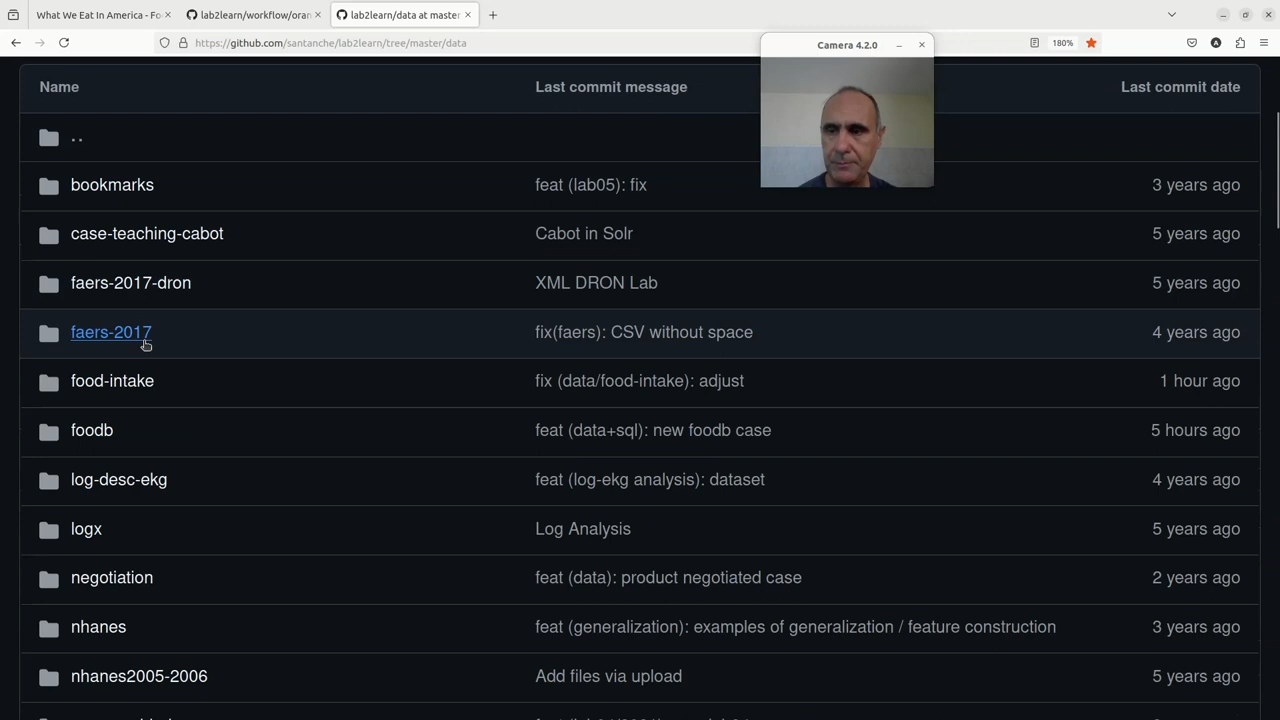 What We Eat In America - Fo
lab2learn/workflow/oran
lab2learn/data at master
https://github.com/santanche/lab2learn/tree/master/data
180%
A
Camera 4.2.0
Name Last commit message Last commit date
..
bookmarks feat (lab05): fix 3 years ago
case-teaching-cabot Cabot in Solr 5 years ago
faers-2017-dron XML DRON Lab 5 years ago
faers-2017 fix(faers): CSV without space 4 years ago
food-intake fix (data/food-intake): adjust 1 hour ago
foodb feat (data+sql): new foodb case 5 hours ago
log-desc-ekg feat (log-ekg analysis): dataset 4 years ago
logx Log Analysis 5 years ago
negotiation feat (data): product negotiated case 2 years ago
nhanes feat (generalization): examples of generalization / feature construction 3 years ago
nhanes2005-2006 Add files via upload 5 years ago